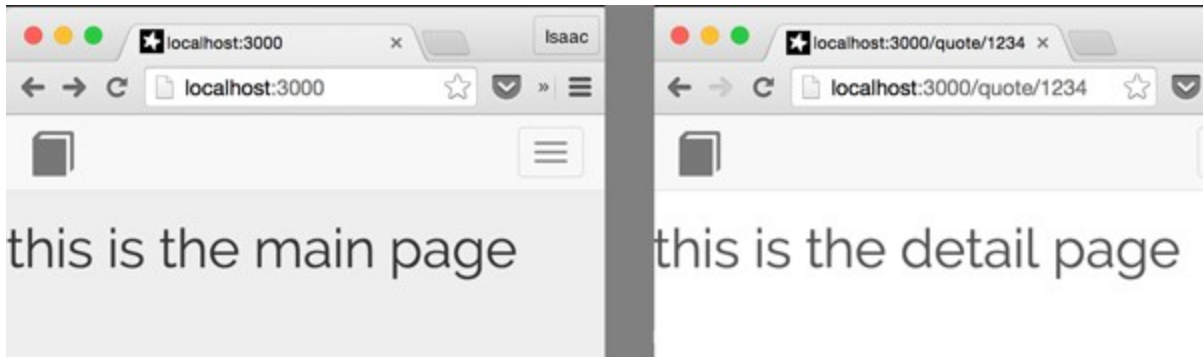 localhost:3000
Isaac
localhost:3000
»
this is the main page
localhost:3000/quote/1234
localhost:3000/quote/1234
this is the detail page